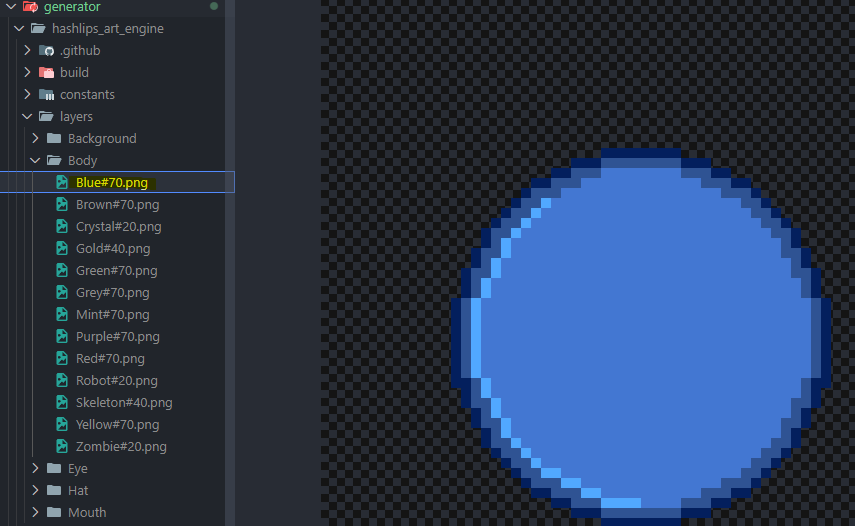 generator
hashlips_art_engine
.github
build
constants
layers
Background
Body
Blue#70.png
Brown#70.png
Crystal#20.png
Gold#40.png
Green#70.png
Grey#70.png
Mint#70.png
Purple#70.png
Red#70.png
Robot#20.png
Skeleton#40.png
Yellow#70.png
Zombie#20.png
Eye
Hat
Mouth